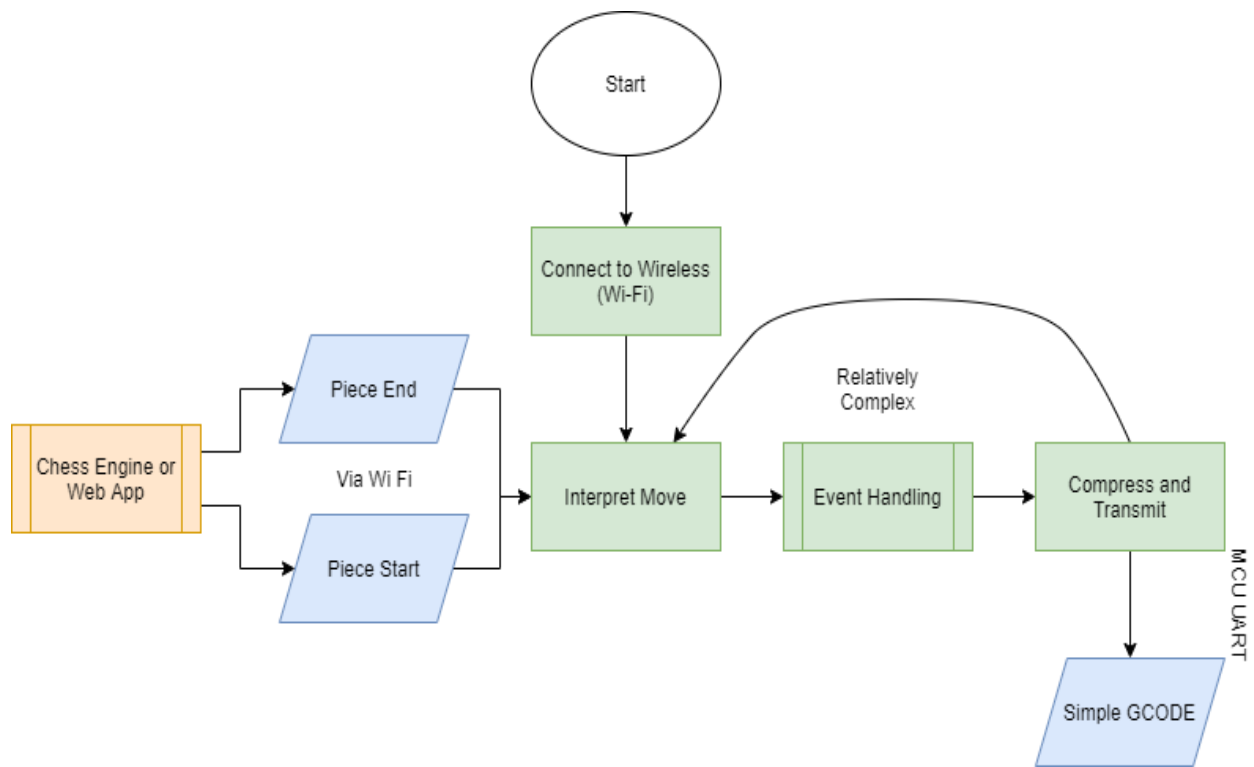 Start
Connect to Wireless
(Wi-Fi)
Relatively
Complex
Piece End
Chess Engine or
Web App
Via Wi Fi
Interpret Move
Event Handling
Compress and
Transmit
Piece Start
MCU UART
Simple GCODE